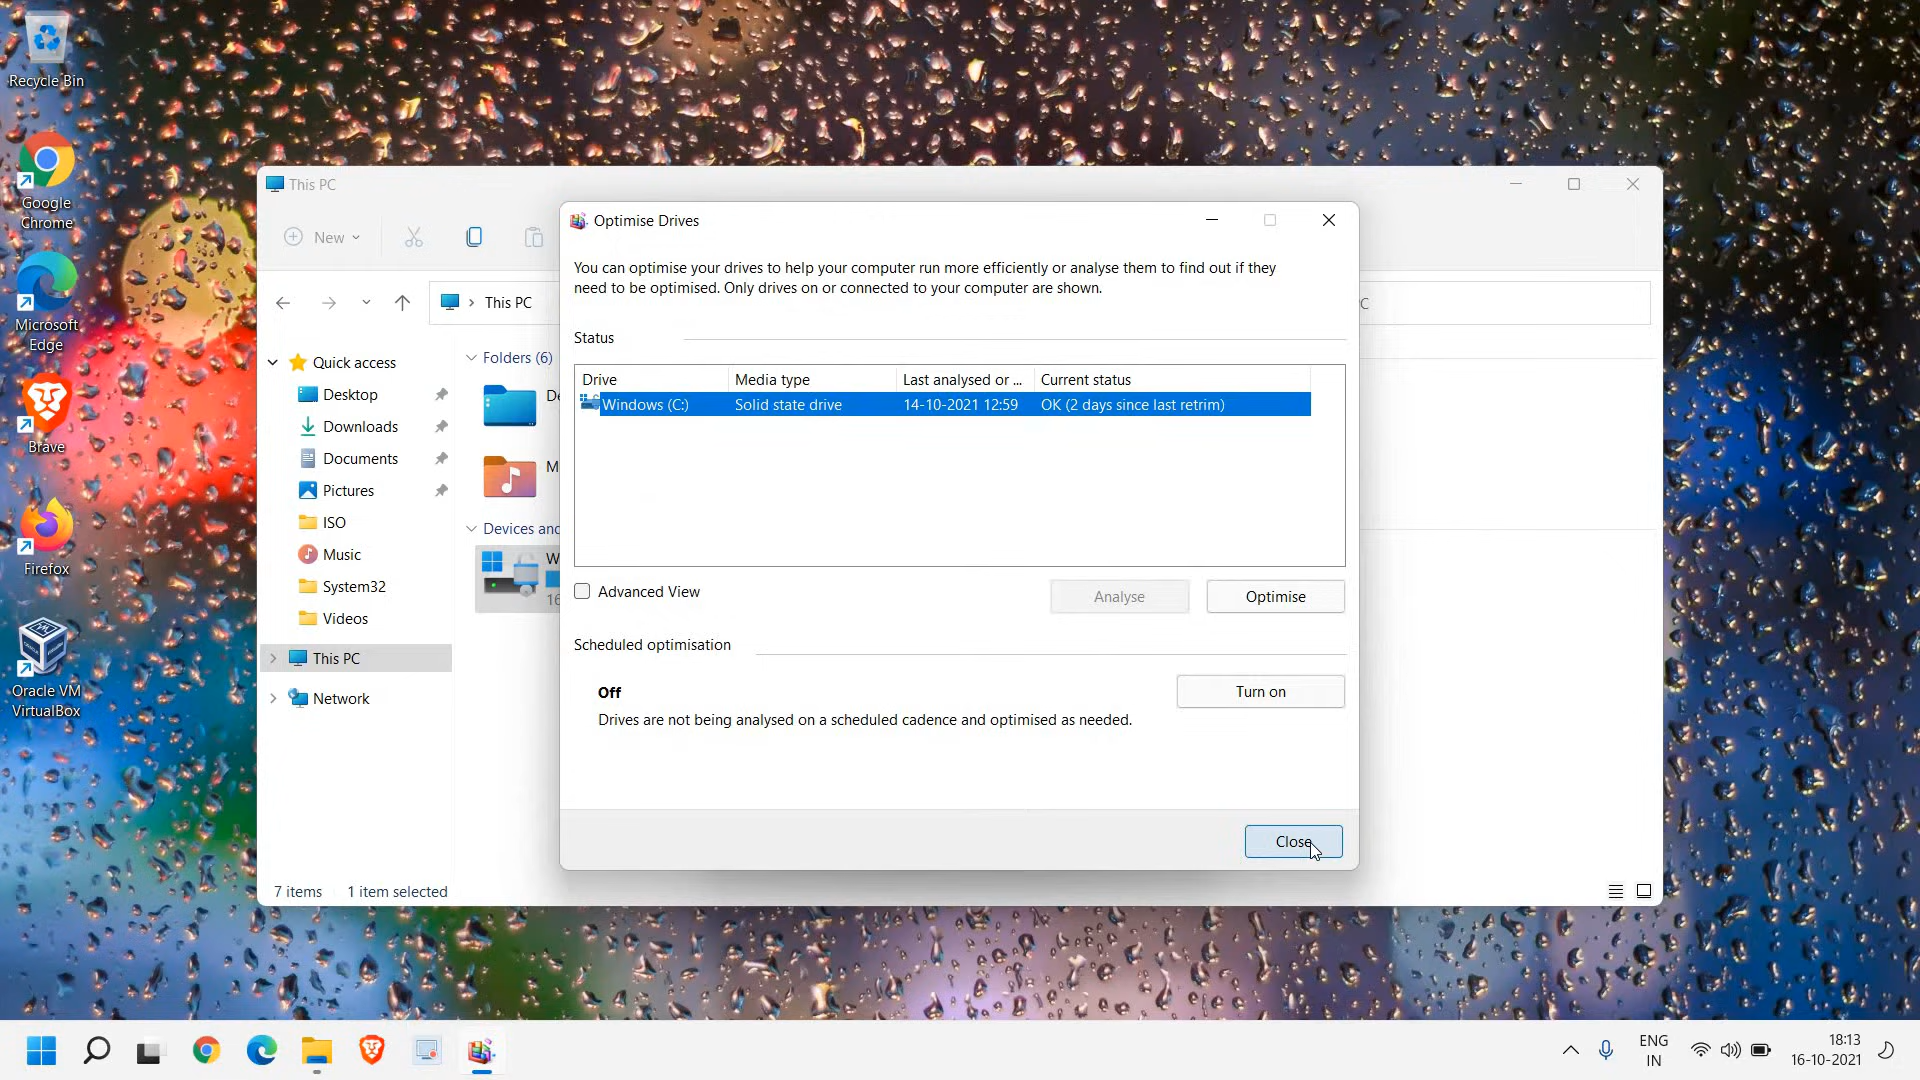 Recycle Bin
Google
Chrome
Microsoft
Edge
Brave
Firefox
Oracle VM
VirtualBox
This PC
New
This PC
Quick access
Desktop
Downloads
Documents
Pictures
ISO
Music
System32
Videos
This PC
Network
Folders (6)
Devices and
7 items
1 item selected
Optimise Drives
You can optimise your drives to help your computer run more efficiently or analyse them to find out if they
need to be optimised. Only drives on or connected to your computer are shown.
Status
Drive Media type Last analysed or ... Current status
Windows (C:) Solid state drive 14-10-2021 12:59 OK (2 days since last retrim)
Advanced View
Analyse
Optimise
Scheduled optimisation
Off
Turn on
Drives are not being analysed on a scheduled cadence and optimised as needed.
Close
ENG
IN
18:13
16-10-2021